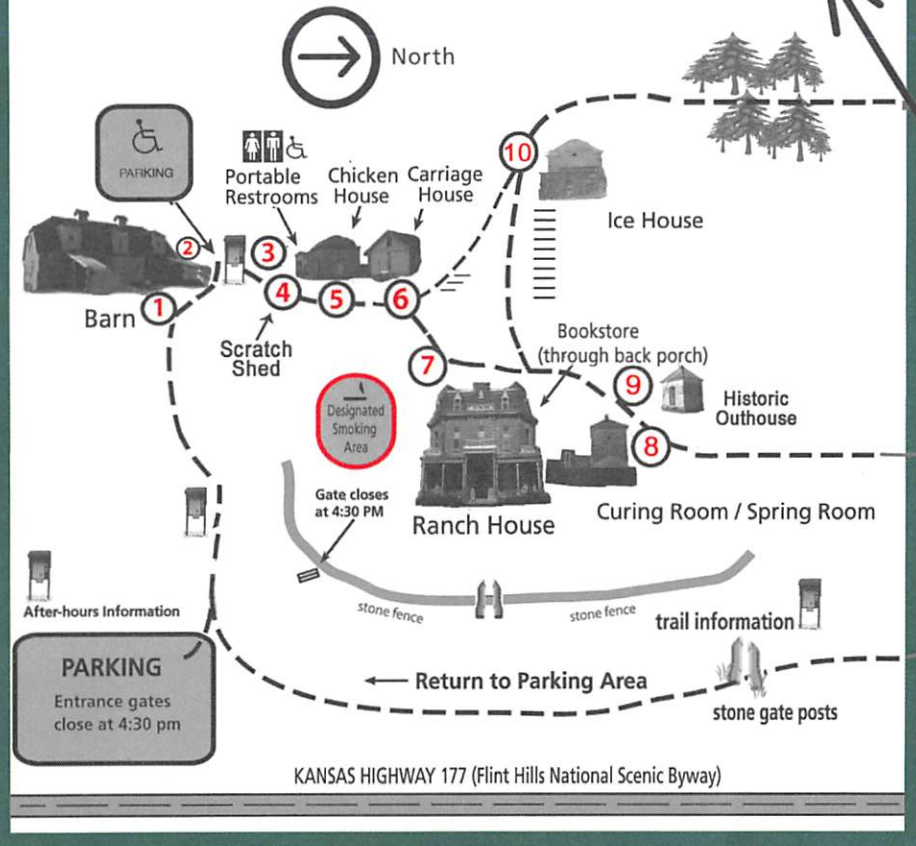 North
PARKING
Portable
Restrooms
Chicken
House
Carriage
House
10
Ice House
2
3
1
Barn
4
5
6
Scratch
Shed
7
Bookstore
(through back porch)
9
Historic
Outhouse
8
Designated
Smoking
Area
Gate closes
at 4:30 PM
Ranch House
Curing Room / Spring Room
After-hours Information
stone fence
stone fence
trail information
PARKING
Entrance gates
close at 4:30 pm
Return to Parking Area
stone gate posts
KANSAS HIGHWAY 177 (Flint Hills National Scenic Byway)